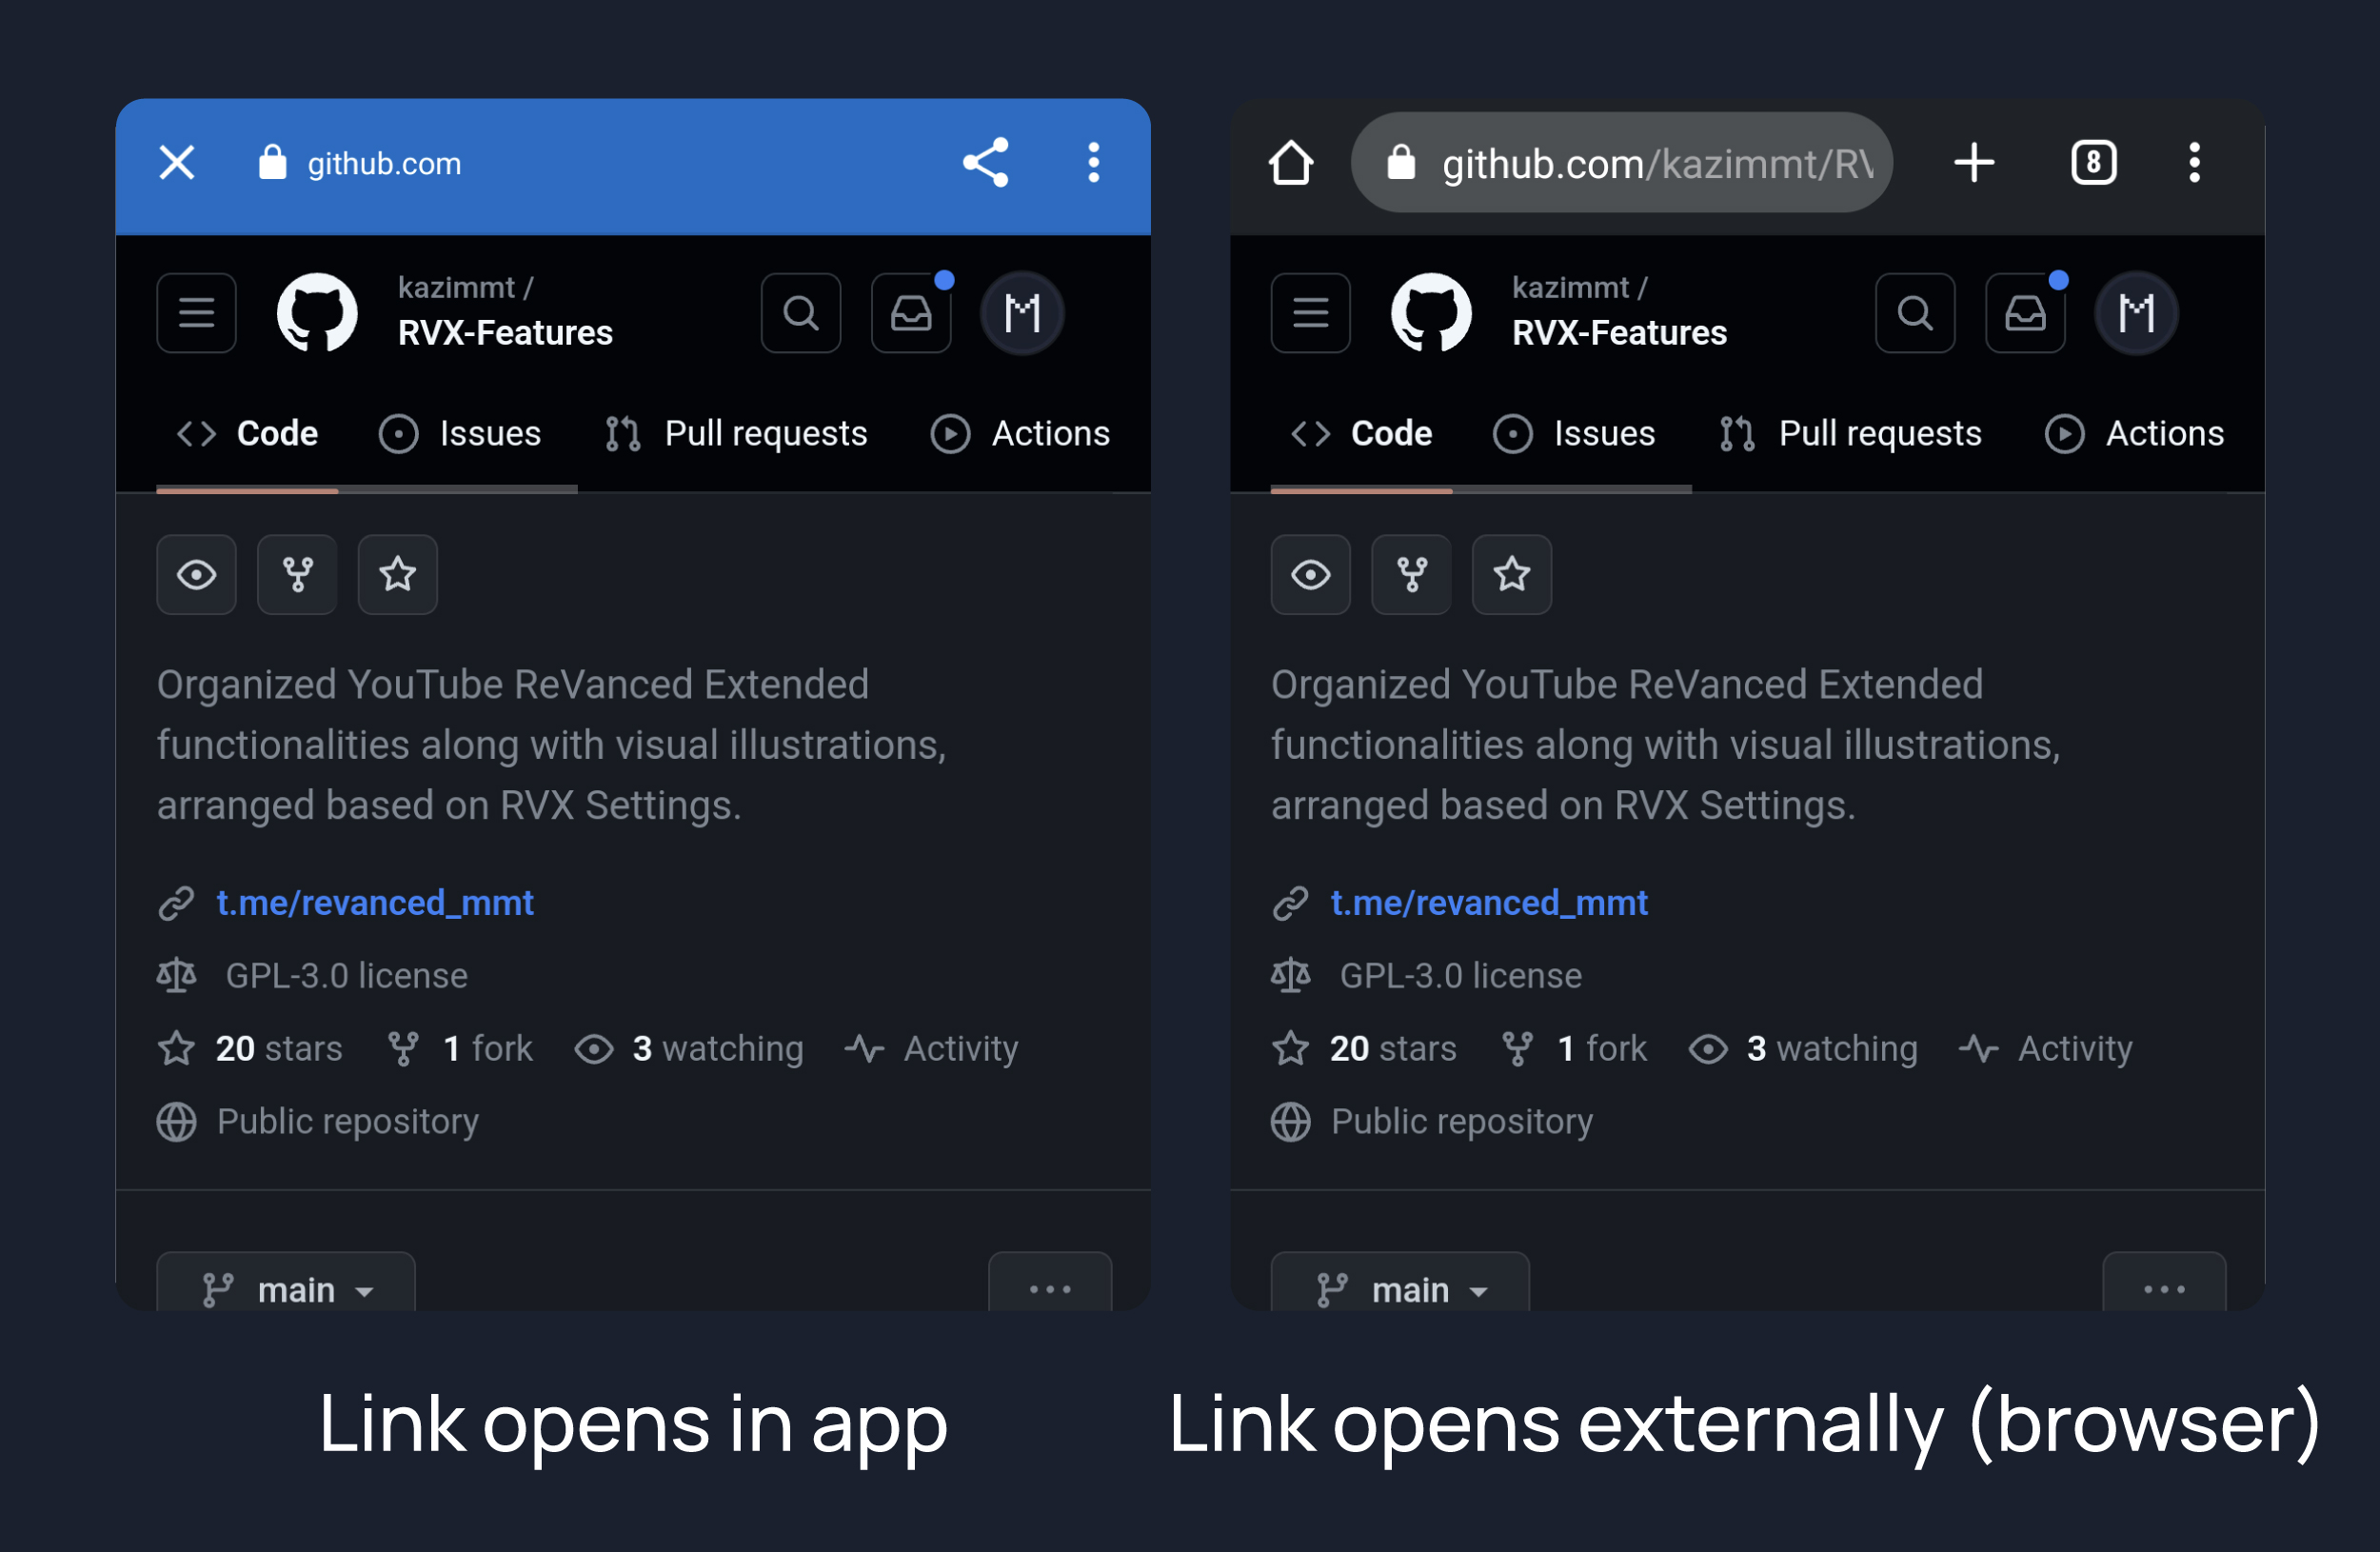 github.com
kazimmt /
RVX-Features
Code Issues Pull requests Actions
Organized YouTube ReVanced Extended
functionalities along with visual illustrations,
arranged based on RVX Settings.
t.me/revanced_mmt
GPL-3.0 license
20 stars 1 fork 3 watching Activity
Public repository
main
Link opens in app
github.com/kazimmt/RV
8
kazimmt /
RVX-Features
Code Issues Pull requests Actions
Organized YouTube ReVanced Extended
functionalities along with visual illustrations,
arranged based on RVX Settings.
t.me/revanced_mmt
GPL-3.0 license
20 stars 1 fork 3 watching Activity
Public repository
main
Link opens externally (browser)